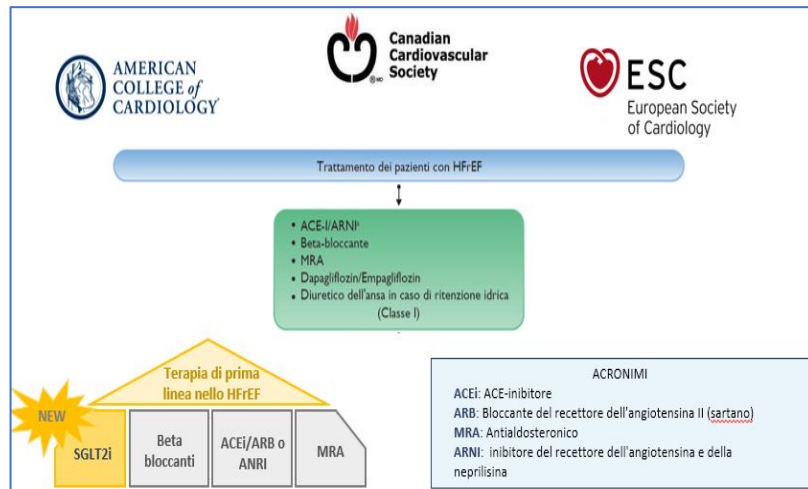 AMERICAN
COLLEGE of
CARDIOLOGY
Canadian
Cardiovascular
Society
ESC
European Society
of Cardiology
Trattamento dei pazienti con HFrEF
• ACE-I/ARNIᵃ
• Beta-bloccante
• MRA
• Dapagliflozin/Empagliflozin
• Diuretico dell'ansa in caso di ritenzione idrica
(Classe I)
Terapia di prima
linea nello HFrEF
NEW
SGLT2i
Beta
bloccanti
ACEi/ARB o
ANRI
MRA
ACRONIMI
ACEi: ACE-inibitore
ARB: Bloccante del recettore dell'angiotensina II (sartano)
MRA: Antialdosteronico
ARNI: inibitore del recettore dell'angiotensina e della
neprilisina